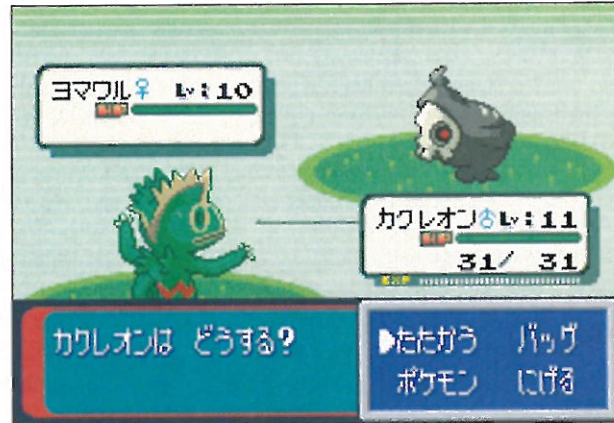 ヨマワル♀ Lv:10
カクレオン♂Lv:11
31/ 31
EXP
カクレオンは どうする?
▶たたかう バッグ
ポケモン にげる